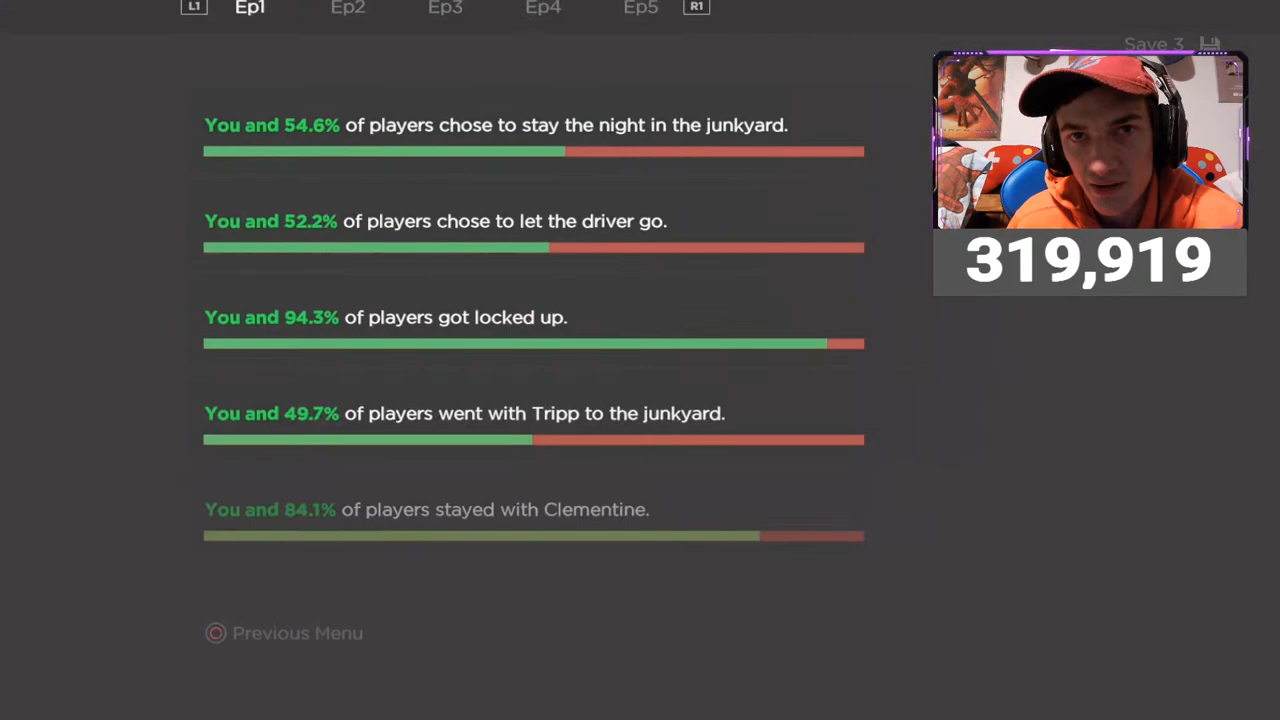 L1 Ep1 Ep2 Ep3 Ep4 Ep5 R1
Save 3
You and 54.6% of players chose to stay the night in the junkyard.
You and 52.2% of players chose to let the driver go.
319,919
You and 94.3% of players got locked up.
You and 49.7% of players went with Tripp to the junkyard.
You and 84.1% of players stayed with Clementine.
Previous Menu